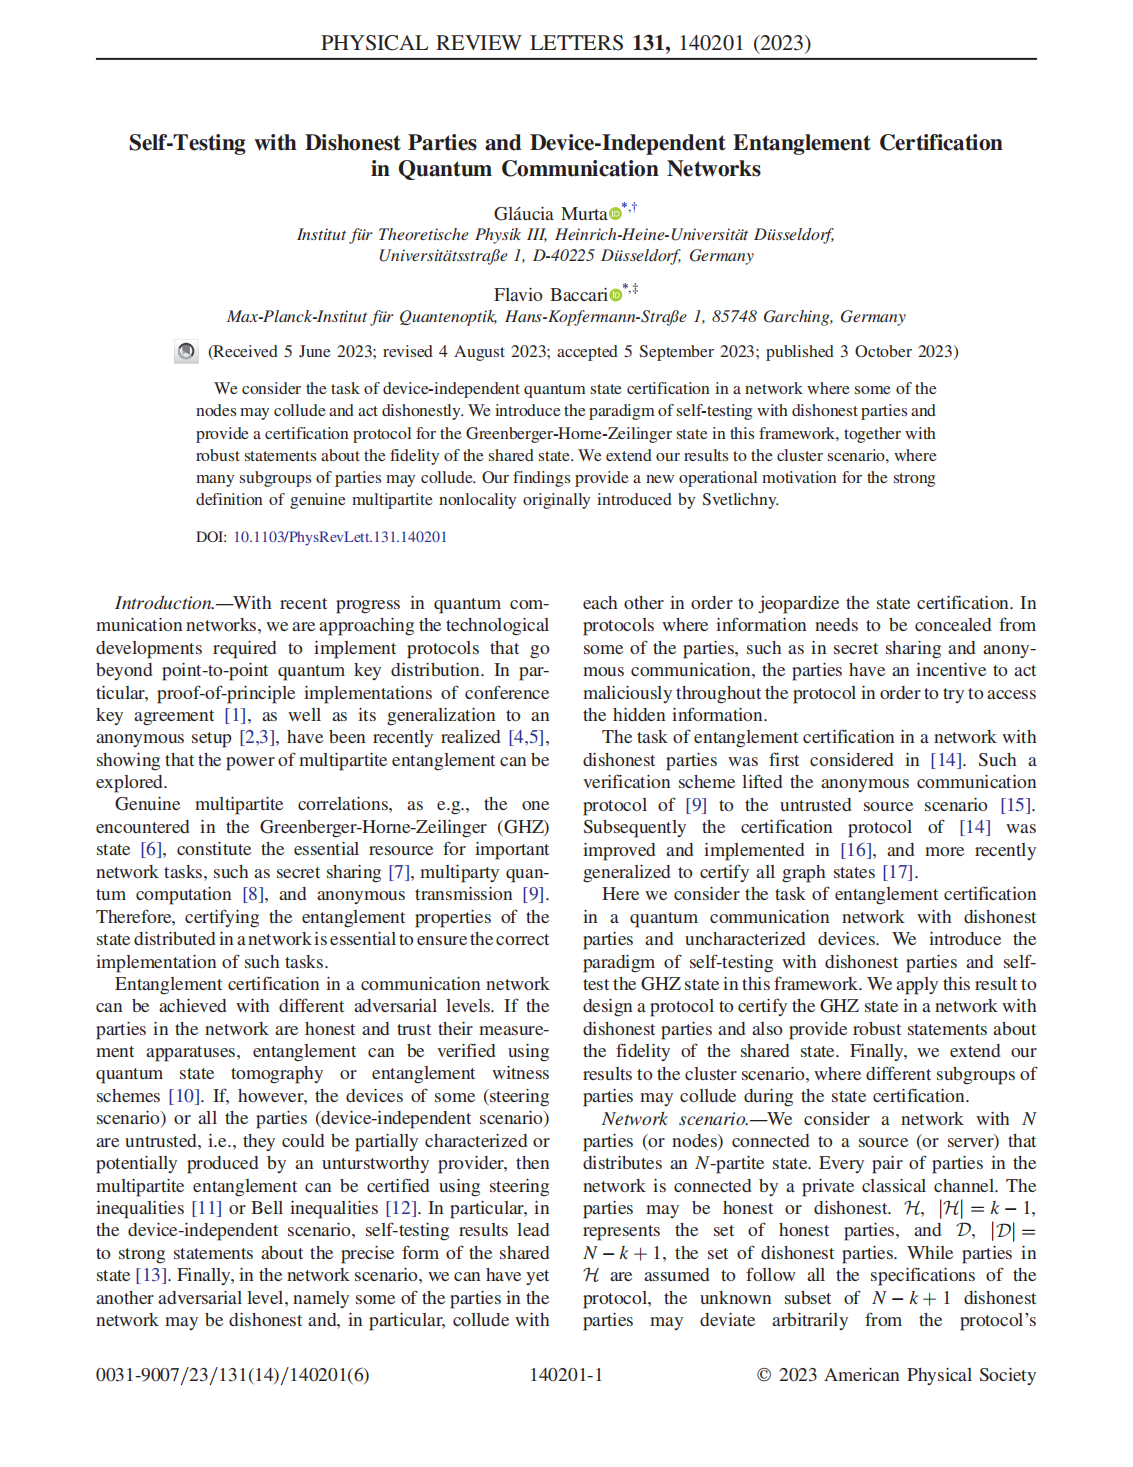 PHYSICAL REVIEW LETTERS 131, 140201 (2023)
Self-Testing with Dishonest Parties and Device-Independent Entanglement Certification
in Quantum Communication Networks
Gláucia Murta *,†
Institut für Theoretische Physik III, Heinrich-Heine-Universität Düsseldorf,
Universitätsstraße 1, D-40225 Düsseldorf, Germany
Flavio Baccari *,‡
Max-Planck-Institut für Quantenoptik, Hans-Kopfermann-Straße 1, 85748 Garching, Germany
(Received 5 June 2023; revised 4 August 2023; accepted 5 September 2023; published 3 October 2023)
We consider the task of device-independent quantum state certification in a network where some of the
nodes may collude and act dishonestly. We introduce the paradigm of self-testing with dishonest parties and
provide a certification protocol for the Greenberger-Horne-Zeilinger state in this framework, together with
robust statements about the fidelity of the shared state. We extend our results to the cluster scenario, where
many subgroups of parties may collude. Our findings provide a new operational motivation for the strong
definition of genuine multipartite nonlocality originally introduced by Svetlichny.
DOI: 10.1103/PhysRevLett.131.140201
Introduction.—With recent progress in quantum com-
munication networks, we are approaching the technological
developments required to implement protocols that go
beyond point-to-point quantum key distribution. In par-
ticular, proof-of-principle implementations of conference
key agreement [1], as well as its generalization to an
anonymous setup [2,3], have been recently realized [4,5],
showing that the power of multipartite entanglement can be
explored.
Genuine multipartite correlations, as e.g., the one
encountered in the Greenberger-Horne-Zeilinger (GHZ)
state [6], constitute the essential resource for important
network tasks, such as secret sharing [7], multiparty quan-
tum computation [8], and anonymous transmission [9].
Therefore, certifying the entanglement properties of the
state distributed in a network is essential to ensure the correct
implementation of such tasks.
Entanglement certification in a communication network
can be achieved with different adversarial levels. If the
parties in the network are honest and trust their measure-
ment apparatuses, entanglement can be verified using
quantum state tomography or entanglement witness
schemes [10]. If, however, the devices of some (steering
scenario) or all the parties (device-independent scenario)
are untrusted, i.e., they could be partially characterized or
potentially produced by an unturstworthy provider, then
multipartite entanglement can be certified using steering
inequalities [11] or Bell inequalities [12]. In particular, in
the device-independent scenario, self-testing results lead
to strong statements about the precise form of the shared
state [13]. Finally, in the network scenario, we can have yet
another adversarial level, namely some of the parties in the
network may be dishonest and, in particular, collude with
each other in order to jeopardize the state certification. In
protocols where information needs to be concealed from
some of the parties, such as in secret sharing and anony-
mous communication, the parties have an incentive to act
maliciously throughout the protocol in order to try to access
the hidden information.
The task of entanglement certification in a network with
dishonest parties was first considered in [14]. Such a
verification scheme lifted the anonymous communication
protocol of [9] to the untrusted source scenario [15].
Subsequently the certification protocol of [14] was
improved and implemented in [16], and more recently
generalized to certify all graph states [17].
Here we consider the task of entanglement certification
in a quantum communication network with dishonest
parties and uncharacterized devices. We introduce the
paradigm of self-testing with dishonest parties and self-
test the GHZ state in this framework. We apply this result to
design a protocol to certify the GHZ state in a network with
dishonest parties and also provide robust statements about
the fidelity of the shared state. Finally, we extend our
results to the cluster scenario, where different subgroups of
parties may collude during the state certification.
Network scenario.—We consider a network with N
parties (or nodes) connected to a source (or server) that
distributes an N-partite state. Every pair of parties in the
network is connected by a private classical channel. The
parties may be honest or dishonest. ℋ, |ℋ| = k − 1,
represents the set of honest parties, and 𝒟, |𝒟| =
N − k + 1, the set of dishonest parties. While parties in
ℋ are assumed to follow all the specifications of the
protocol, the unknown subset of N − k + 1 dishonest
parties may deviate arbitrarily from the protocol's
0031-9007/23/131(14)/140201(6)
140201-1
© 2023 American Physical Society